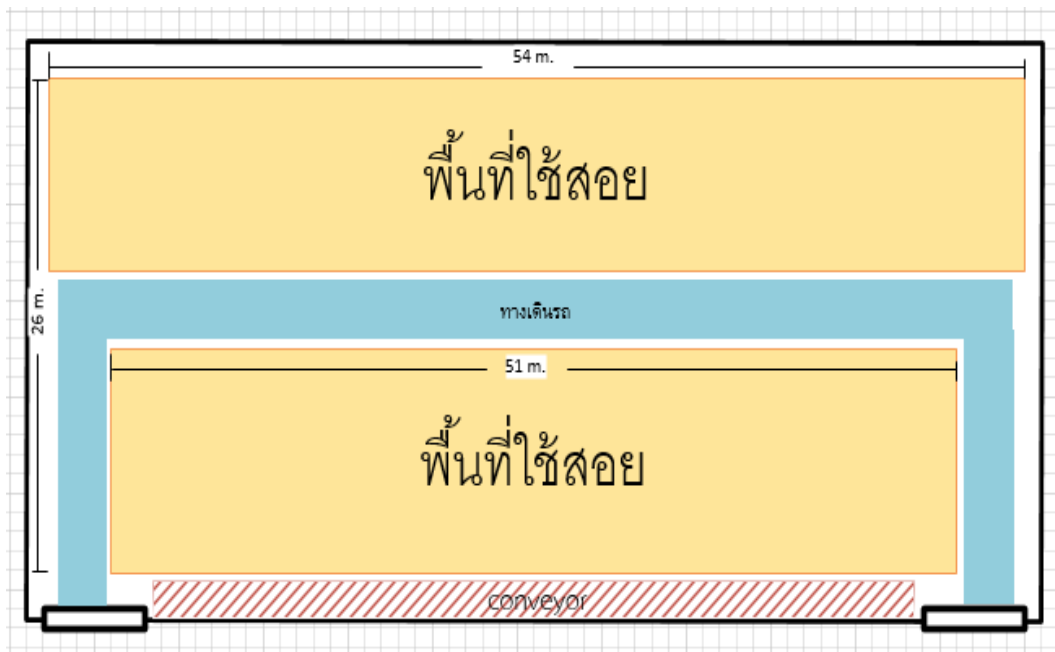 54 m.
พื้นที่ใช้สอย
26 m.
ทางเดินรถ
51 m.
พื้นที่ใช้สอย
conveyor